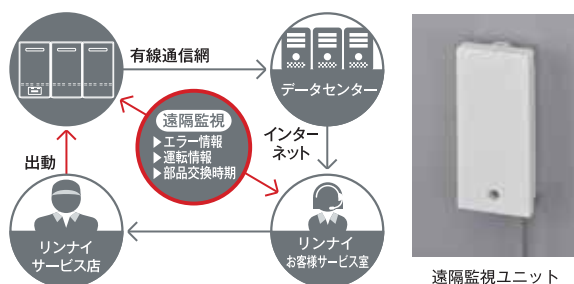 有線通信網
データセンター
遠隔監視
▶エラー情報
▶運転情報
▶部品交換時期
インター
ネット
出動
リンナイ
サービス店
リンナイ
お客様サービス室
遠隔監視ユニット